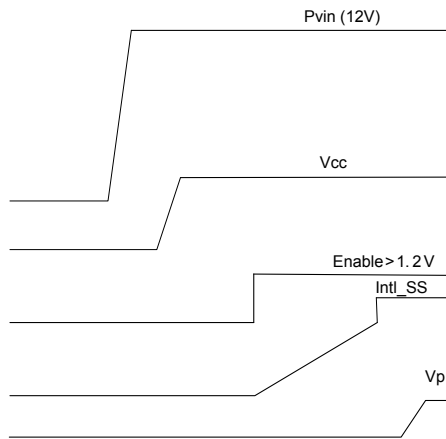 Pvin (12V)
Vcc
Enable>1.2V
Intl_SS
Vp